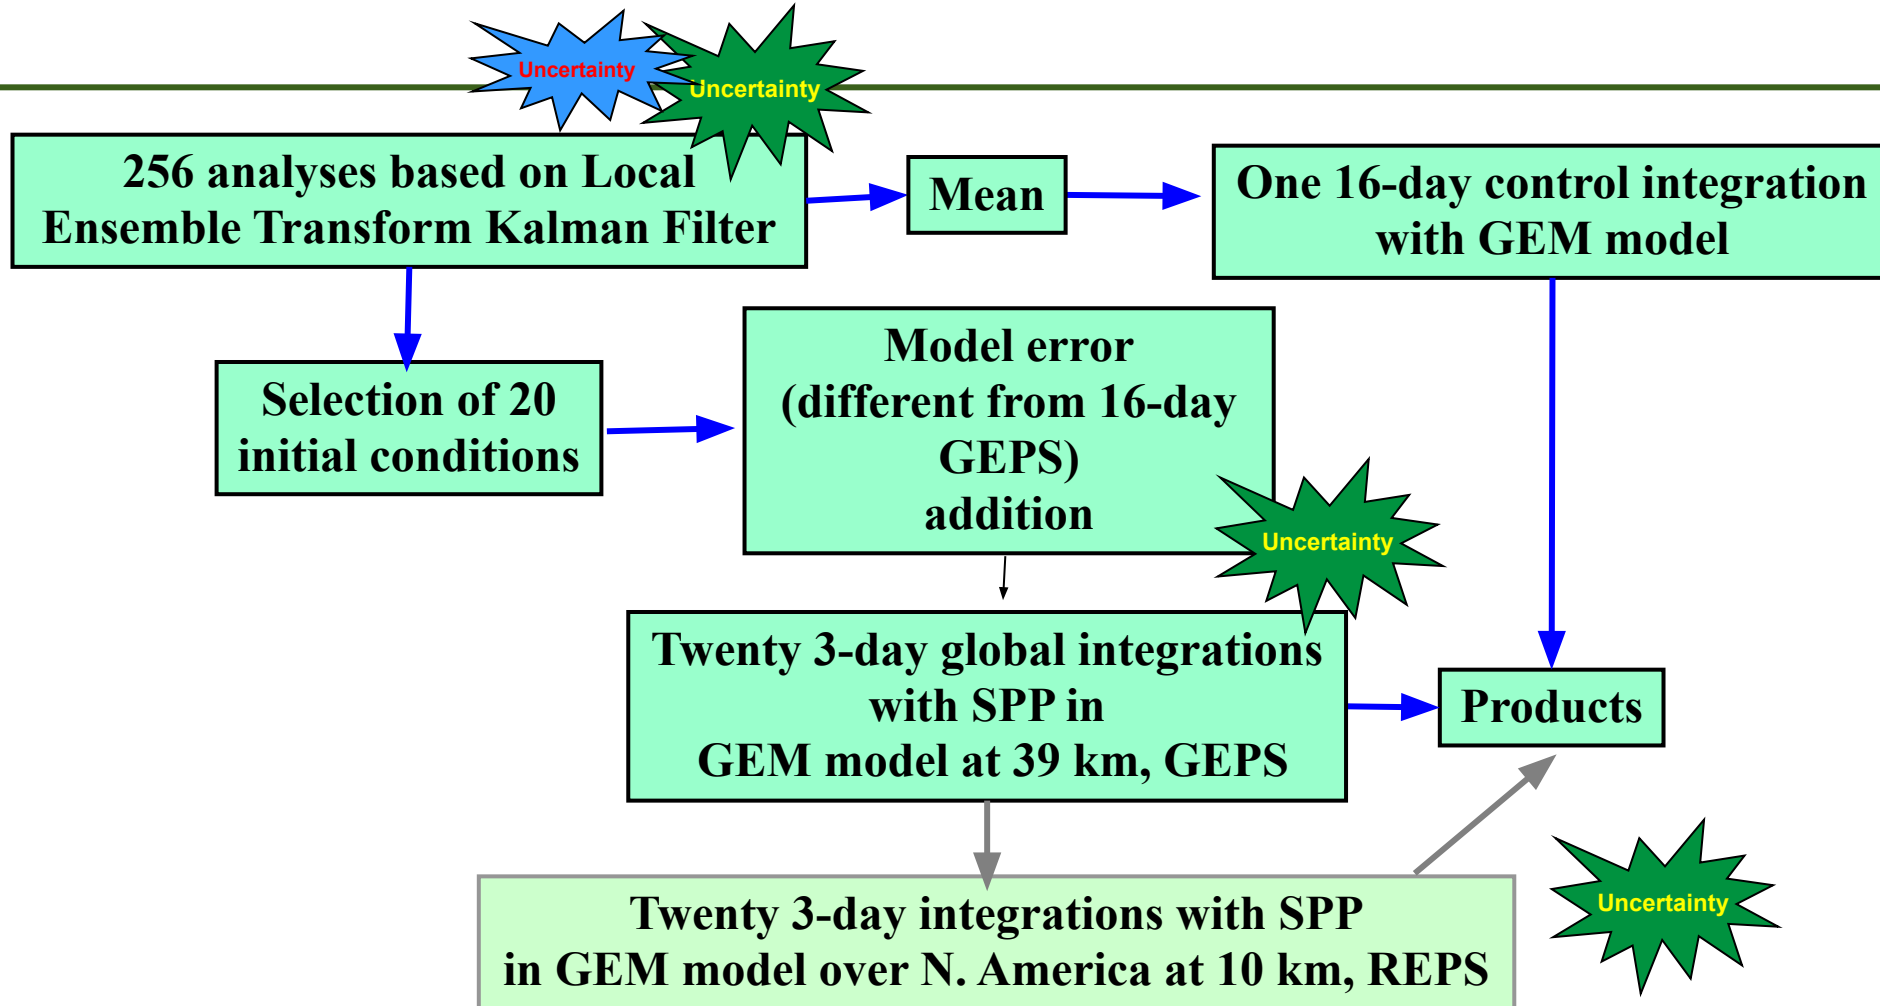 Uncertainty
Uncertainty
256 analyses based on Local
Ensemble Transform Kalman Filter
Mean
One 16-day control integration
with GEM model
Selection of 20
initial conditions
Model error
(different from 16-day
GEPS)
addition
Uncertainty
Twenty 3-day global integrations
with SPP in
GEM model at 39 km, GEPS
Products
Twenty 3-day integrations with SPP
in GEM model over N. America at 10 km, REPS
Uncertainty